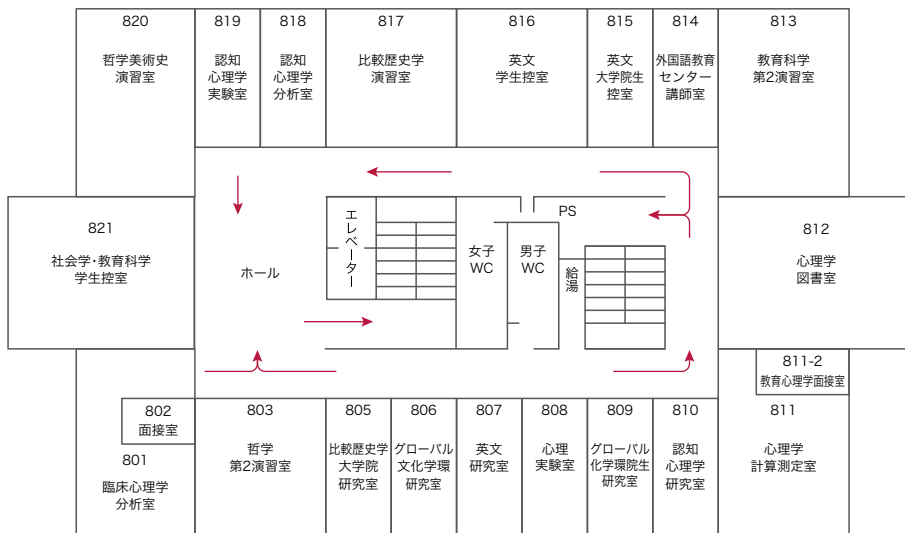 820
哲学美術史
演習室
819
認知
心理学
実験室
818
認知
心理学
分析室
817
比較歴史学
演習室
816
英文
学生控室
815
英文
大学院生
控室
814
外国語教育
センター
講師室
813
教育科学
第2演習室
821
社会学・教育科学
学生控室
ホール
エレベーター
女子
WC
男子
WC
PS
給湯
812
心理学
図書室
811-2
教育心理学面接室
802
面接室
801
臨床心理学
分析室
803
哲学
第2演習室
805
比較歴史学
大学院
研究室
806
グローバル
文化学環
研究室
807
英文
研究室
808
心理
実験室
809
グローバル
化学環院生
研究室
810
認知
心理学
研究室
811
心理学
計算測定室